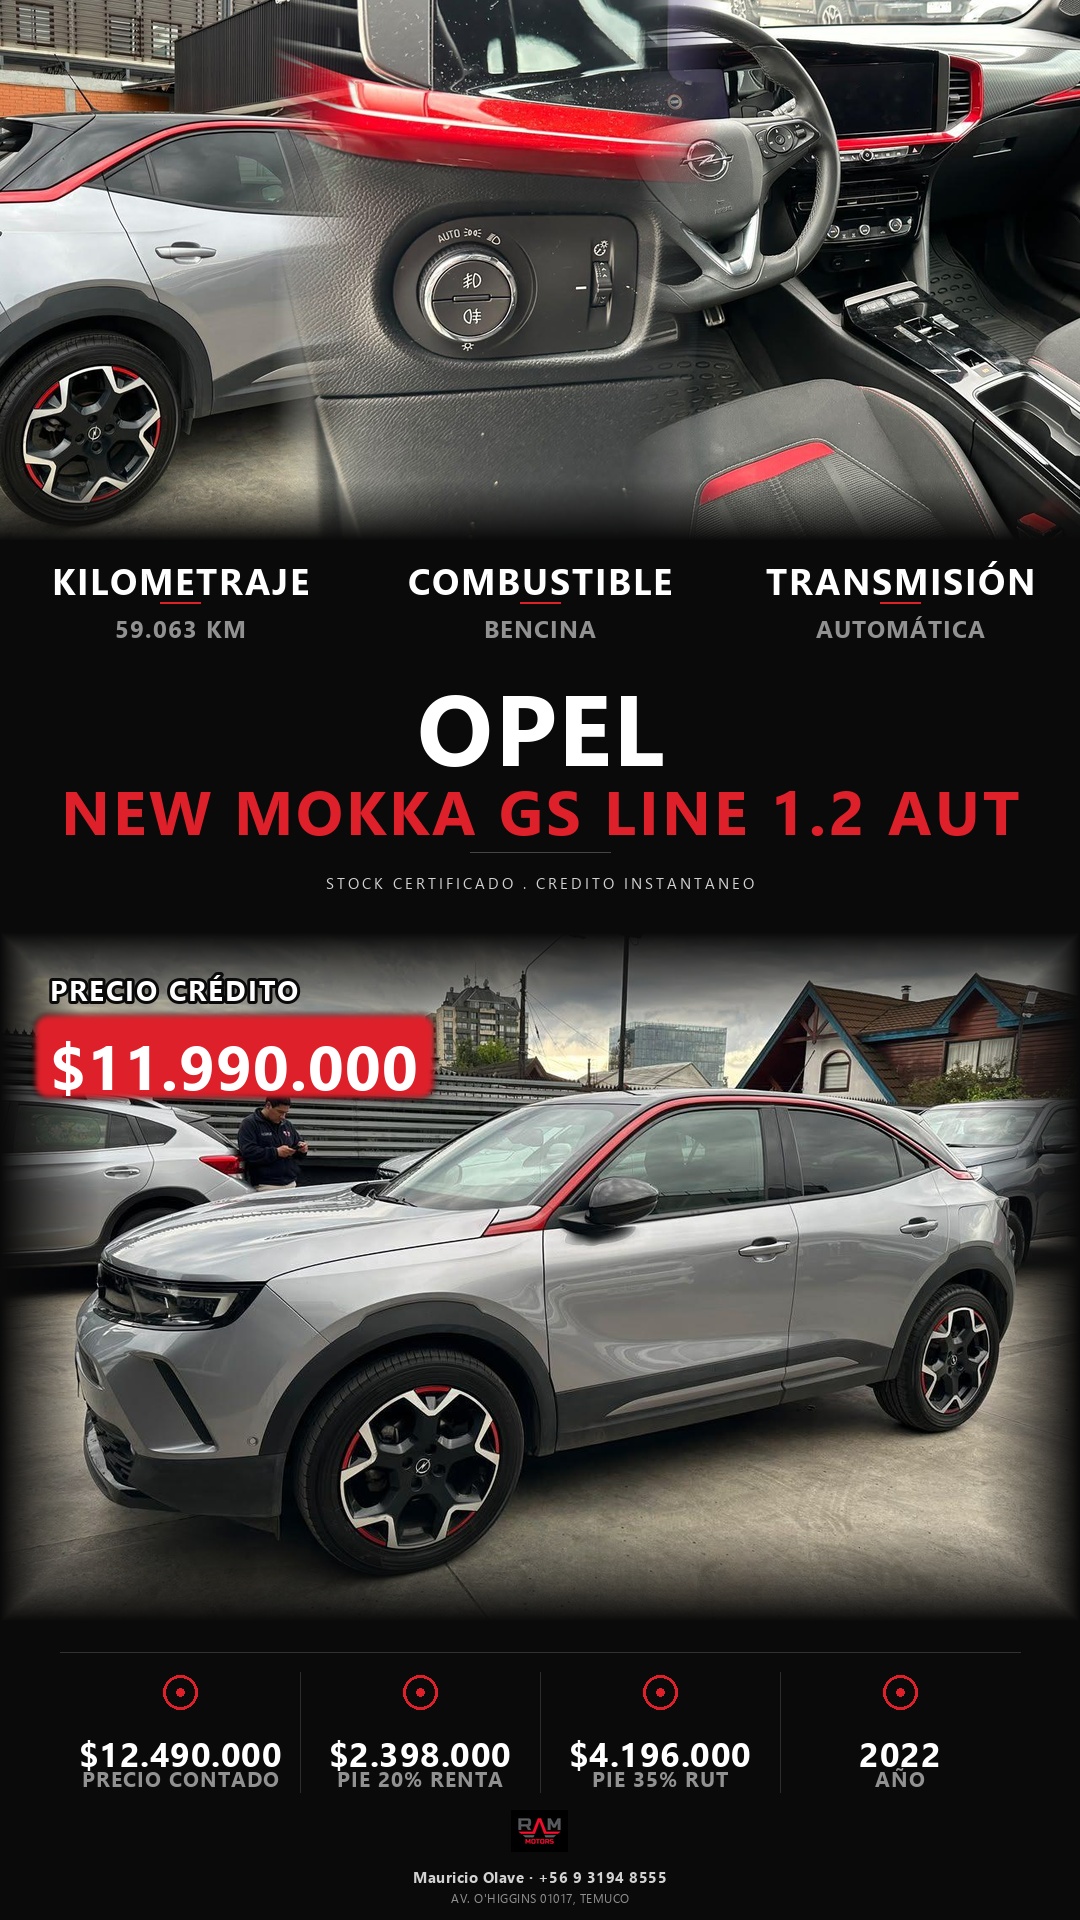 AUTO
KILOMETRAJE
59.063 KM
COMBUSTIBLE
BENCINA
TRANSMISIÓN
AUTOMÁTICA
OPEL
NEW MOKKA GS LINE 1.2 AUT
STOCK CERTIFICADO . CREDITO INSTANTANEO
PRECIO CRÉDITO
$11.990.000
$12.490.000
PRECIO CONTADO
$2.398.000
PIE 20% RENTA
$4.196.000
PIE 35% RUT
2022
AÑO
RAM
MOTORS
Mauricio Olave · +56 9 3194 8555
AV. O'HIGGINS 01017, TEMUCO